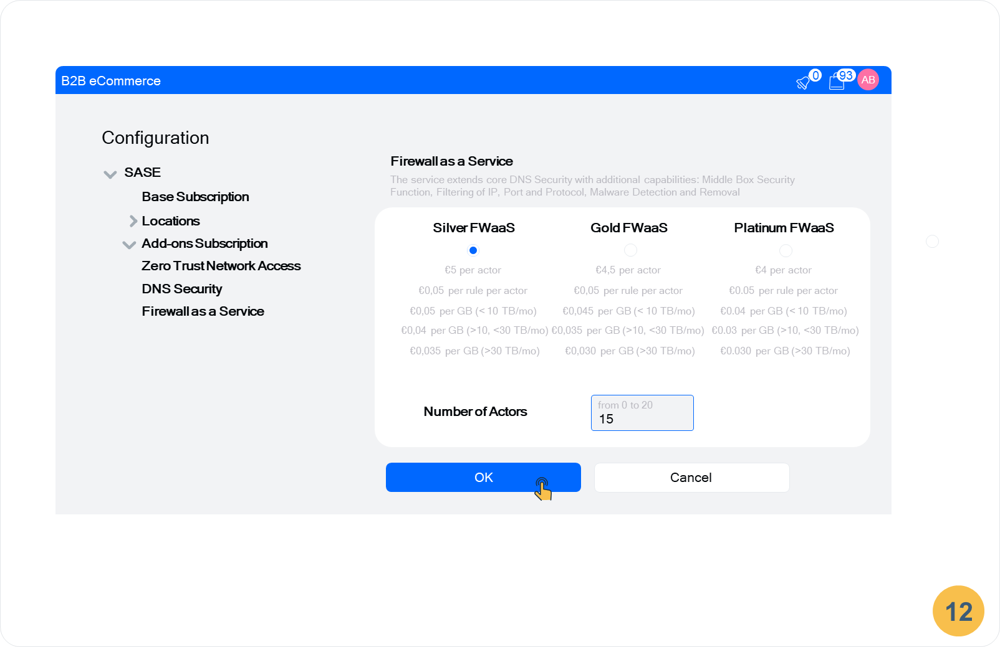 B2B eCommerce
0
93
AB
Configuration
SASE
Base Subscription
Locations
Add-ons Subscription
Zero Trust Network Access
DNS Security
Firewall as a Service
Firewall as a Service
The service extends core DNS Security with additional capabilities: Middle Box Security
Function, Filtering of IP, Port and Protocol, Malware Detection and Removal
Silver FWaaS Gold FWaaS Platinum FWaaS
€5 per actor €4,5 per actor €4 per actor
€0,05 per rule per actor €0,05 per rule per actor €0.05 per rule per actor
€0,05 per GB (< 10 TB/mo) €0,045 per GB (< 10 TB/mo) €0.04 per GB (< 10 TB/mo)
€0,04 per GB (>10, <30 TB/mo) €0,035 per GB (>10, <30 TB/mo) €0.03 per GB (>10, <30 TB/mo)
€0,035 per GB (>30 TB/mo) €0,030 per GB (>30 TB/mo) €0.030 per GB (>30 TB/mo)
Number of Actors
from 0 to 20
15
OK
Cancel
12